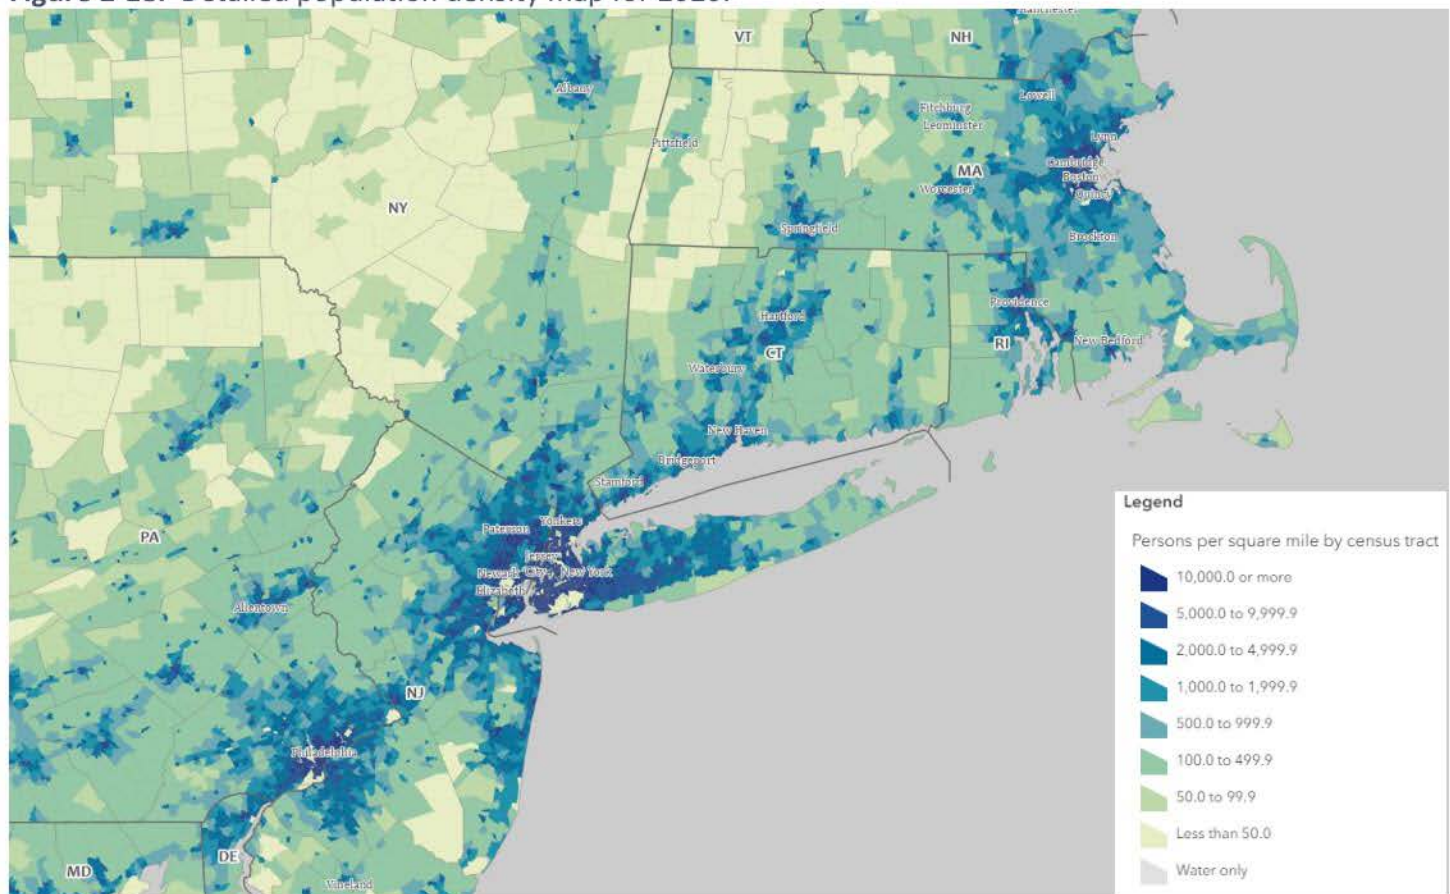 Figure 2-23. Detailed population density map for 2020.
Manchester
VT
NH
Albany
Lowell
Fitchburg
Leominster
Lynn
Pittsfield
Cambridge
MA
Boston
Worcester
Quincy
NY
Springfield
Brockton
Providence
Hartford
RI
New Bedford
CT
Waterbury
New Haven
Bridgeport
Stamford
Legend
Yonkers
Paterson
PA
Persons per square mile by census tract
Jersey
City
Newark
New York
10,000.0 or more
Elizabeth
Allentown
5,000.0 to 9,999.9
2,000.0 to 4,999.9
1,000.0 to 1,999.9
NJ
500.0 to 999.9
Philadelphia
100.0 to 499.9
50.0 to 99.9
Less than 50.0
DE
MD
Water only
Vineland